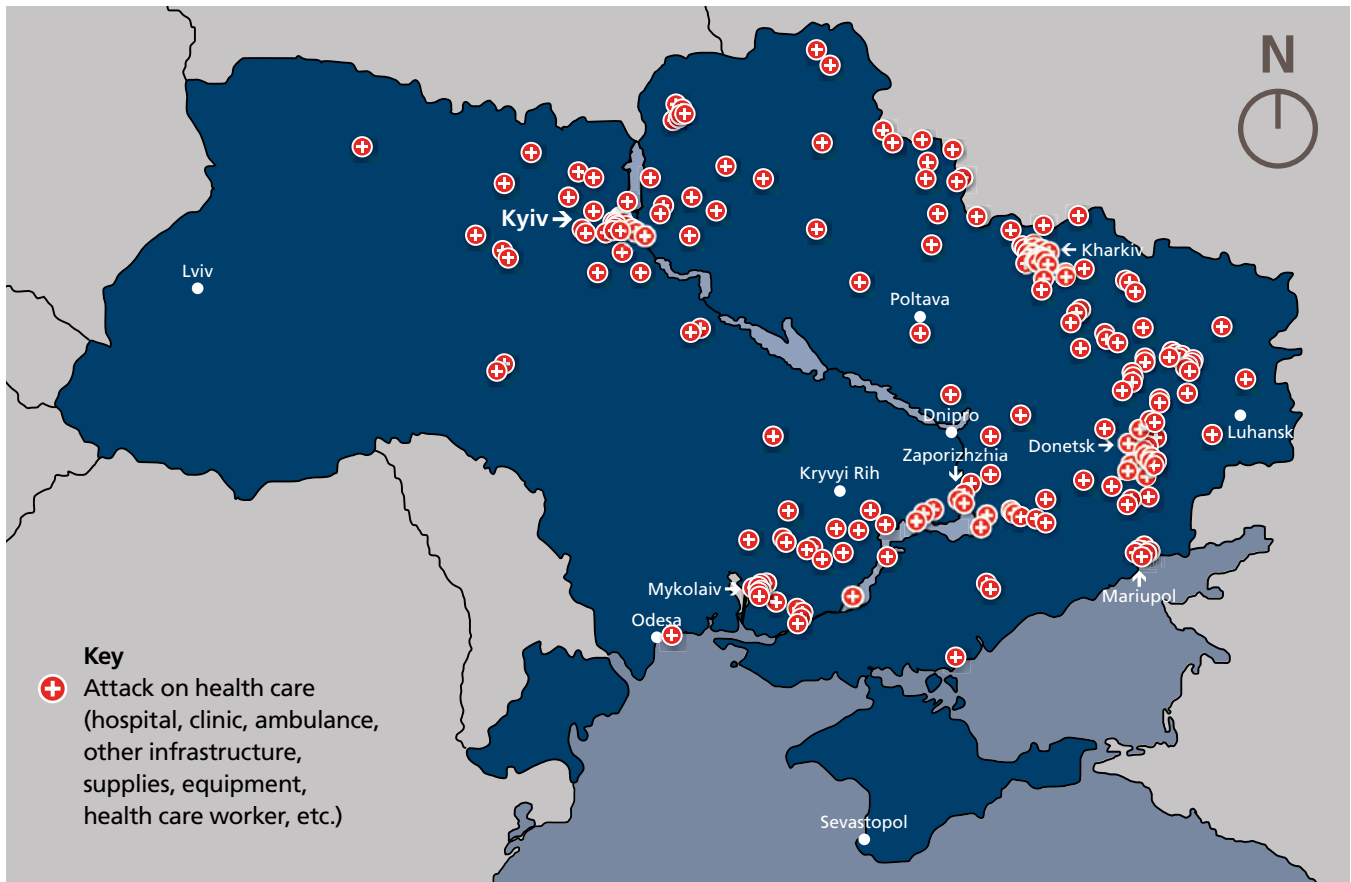 N
Kyiv
Kharkiv
Lviv
Poltava
Dnipro
Luhansk
Donetsk
Zaporizhzhia
Kryvyi Rih
Mykolaiv
Mariupol
Odesa
Key
Attack on health care
(hospital, clinic, ambulance,
other infrastructure,
supplies, equipment,
health care worker, etc.)
Sevastopol